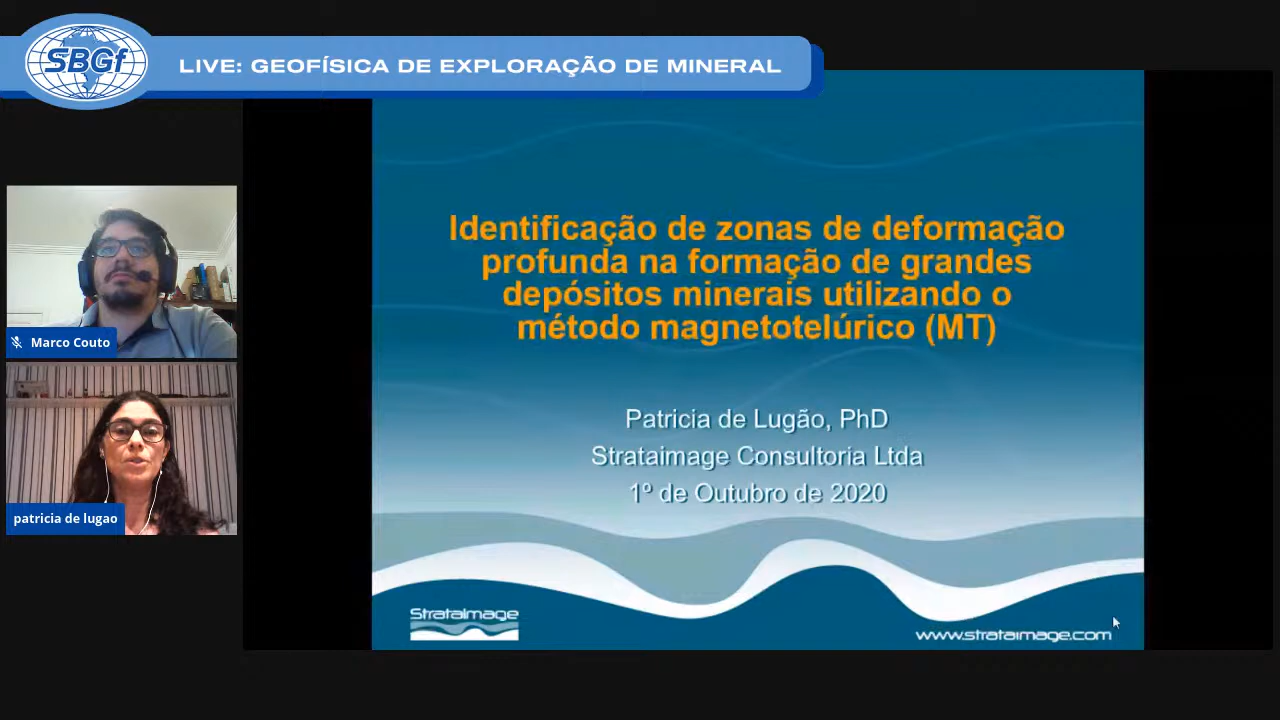 SBGf
LIVE: GEOFÍSICA DE EXPLORAÇÃO DE MINERAL
Marco Couto
patricia de lugao
Identificação de zonas de deformação
profunda na formação de grandes
depósitos minerais utilizando o
método magnetotelúrico (MT)
Patricia de Lugão, PhD
Strataimage Consultoria Ltda
1º de Outubro de 2020
Strataimage
www.strataimage.com